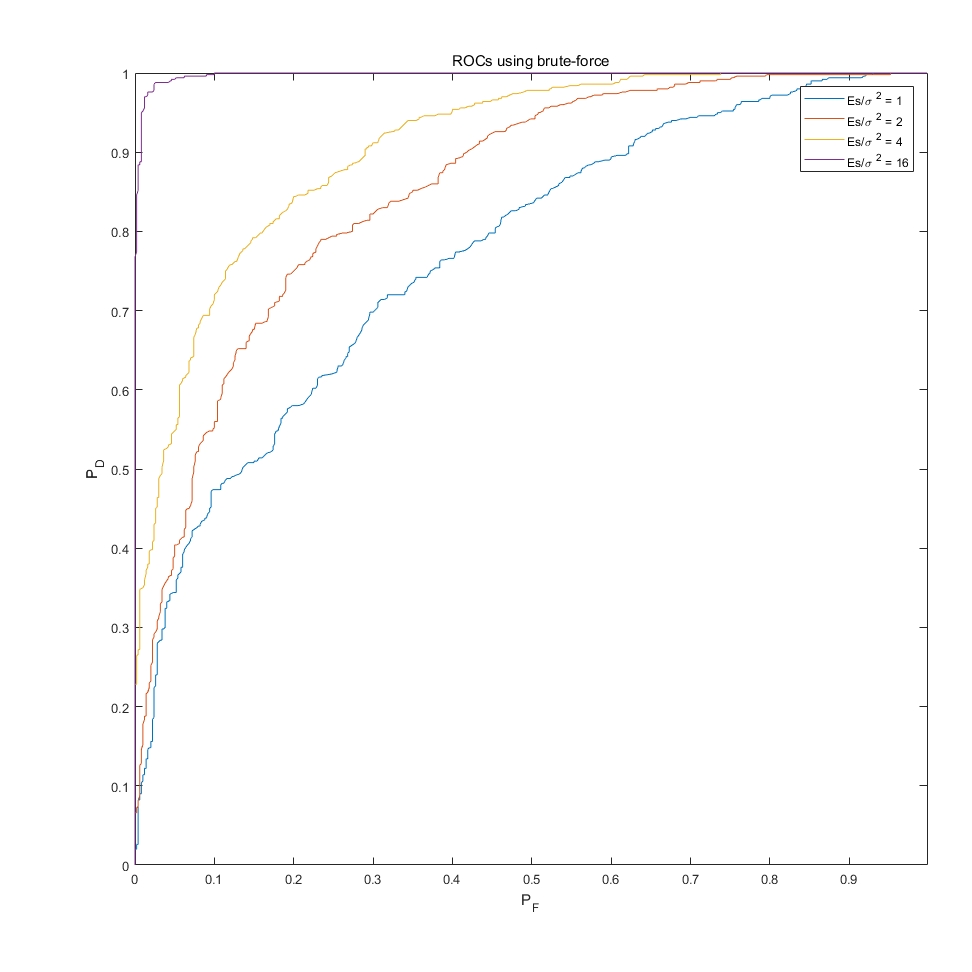 ROCs using brute-force
1
0.9
0.8
0.7
0.6
0.5
0.4
0.3
0.2
0.1
0
P_D
Es/σ ² = 1
Es/σ ² = 2
Es/σ ² = 4
Es/σ ² = 16
0 0.1 0.2 0.3 0.4 0.5 0.6 0.7 0.8 0.9
P_F